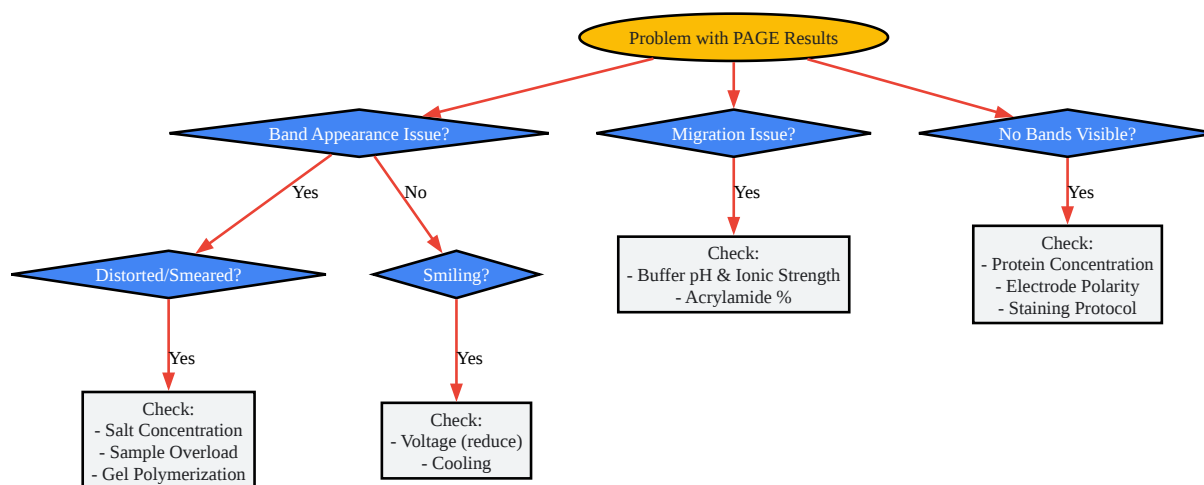 Problem with PAGE Results
Band Appearance Issue?
Migration Issue?
No Bands Visible?
Yes
No
Yes
Yes
Distorted/Smeared?
Smiling?
Check:
- Buffer pH & Ionic Strength
- Acrylamide %
Check:
- Protein Concentration
- Electrode Polarity
- Staining Protocol
Yes
Yes
Check:
- Salt Concentration
- Sample Overload
- Gel Polymerization
Check:
- Voltage (reduce)
- Cooling